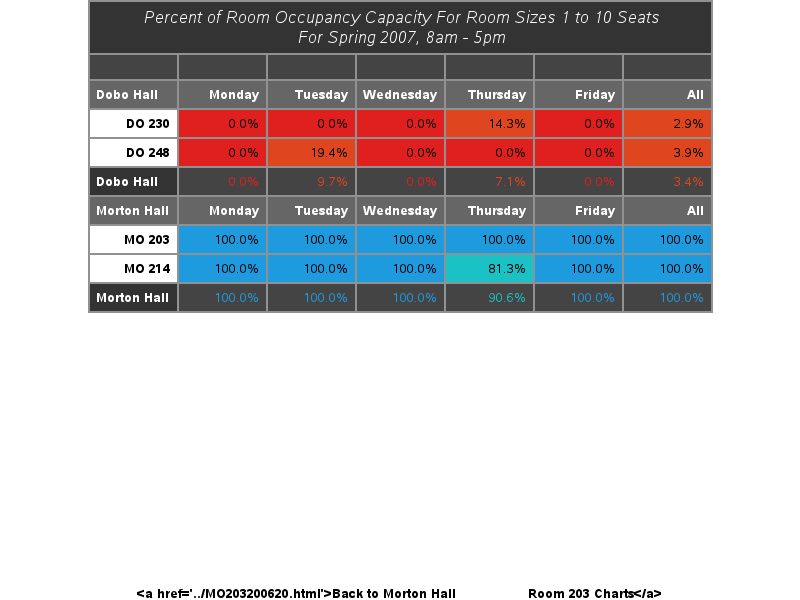 Percent of Room Occupancy Capacity For Room Sizes 1 to 10 Seats
For Spring 2007, 8am - 5pm
Dobo Hall Monday Tuesday Wednesday Thursday Friday All
DO 230 0.0% 0.0% 0.0% 14.3% 0.0% 2.9%
DO 248 0.0% 19.4% 0.0% 0.0% 0.0% 3.9%
Dobo Hall 0.0% 9.7% 0.0% 7.1% 0.0% 3.4%
Morton Hall Monday Tuesday Wednesday Thursday Friday All
MO 203 100.0% 100.0% 100.0% 100.0% 100.0% 100.0%
MO 214 100.0% 100.0% 100.0% 81.3% 100.0% 100.0%
Morton Hall 100.0% 100.0% 100.0% 90.6% 100.0% 100.0%
<a href='../MO203200620.html'>Back to Morton Hall Room 203 Charts</a>